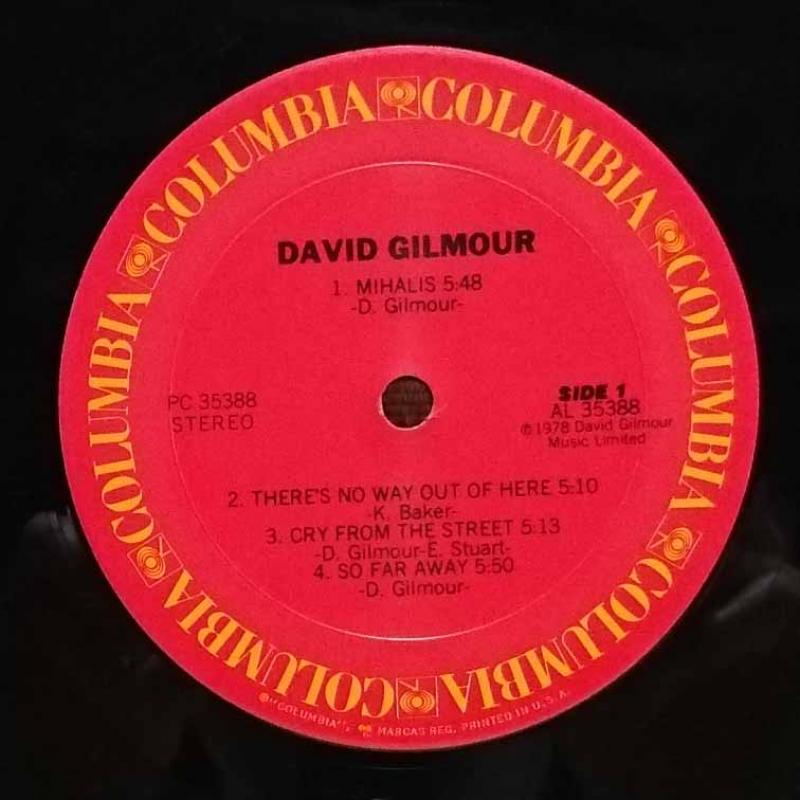 COLUMBIA COLUMBIA COLUMBIA COLUMBIA COLUMBIA COLUMBIA
DAVID GILMOUR
1. MIHALIS 5:48
-D. Gilmour-
PC 35388
STEREO
SIDE 1
AL 35388
℗1978 David Gilmour
Music Limited
2. THERE'S NO WAY OUT OF HERE 5:10
-K. Baker-
3. CRY FROM THE STREET 5:13
-D. Gilmour-E. Stuart-
4. SO FAR AWAY 5:50
-D. Gilmour-
®"COLUMBIA", MARCAS REG. PRINTED IN U.S.A.